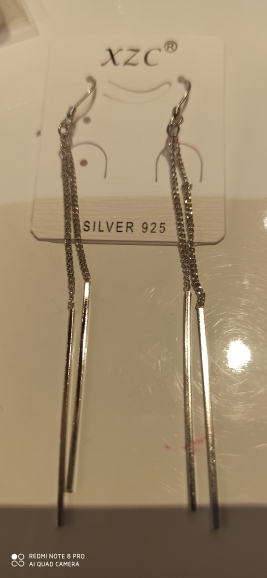 XZC®
SILVER 925
REDMI NOTE 8 PRO
AI QUAD CAMERA